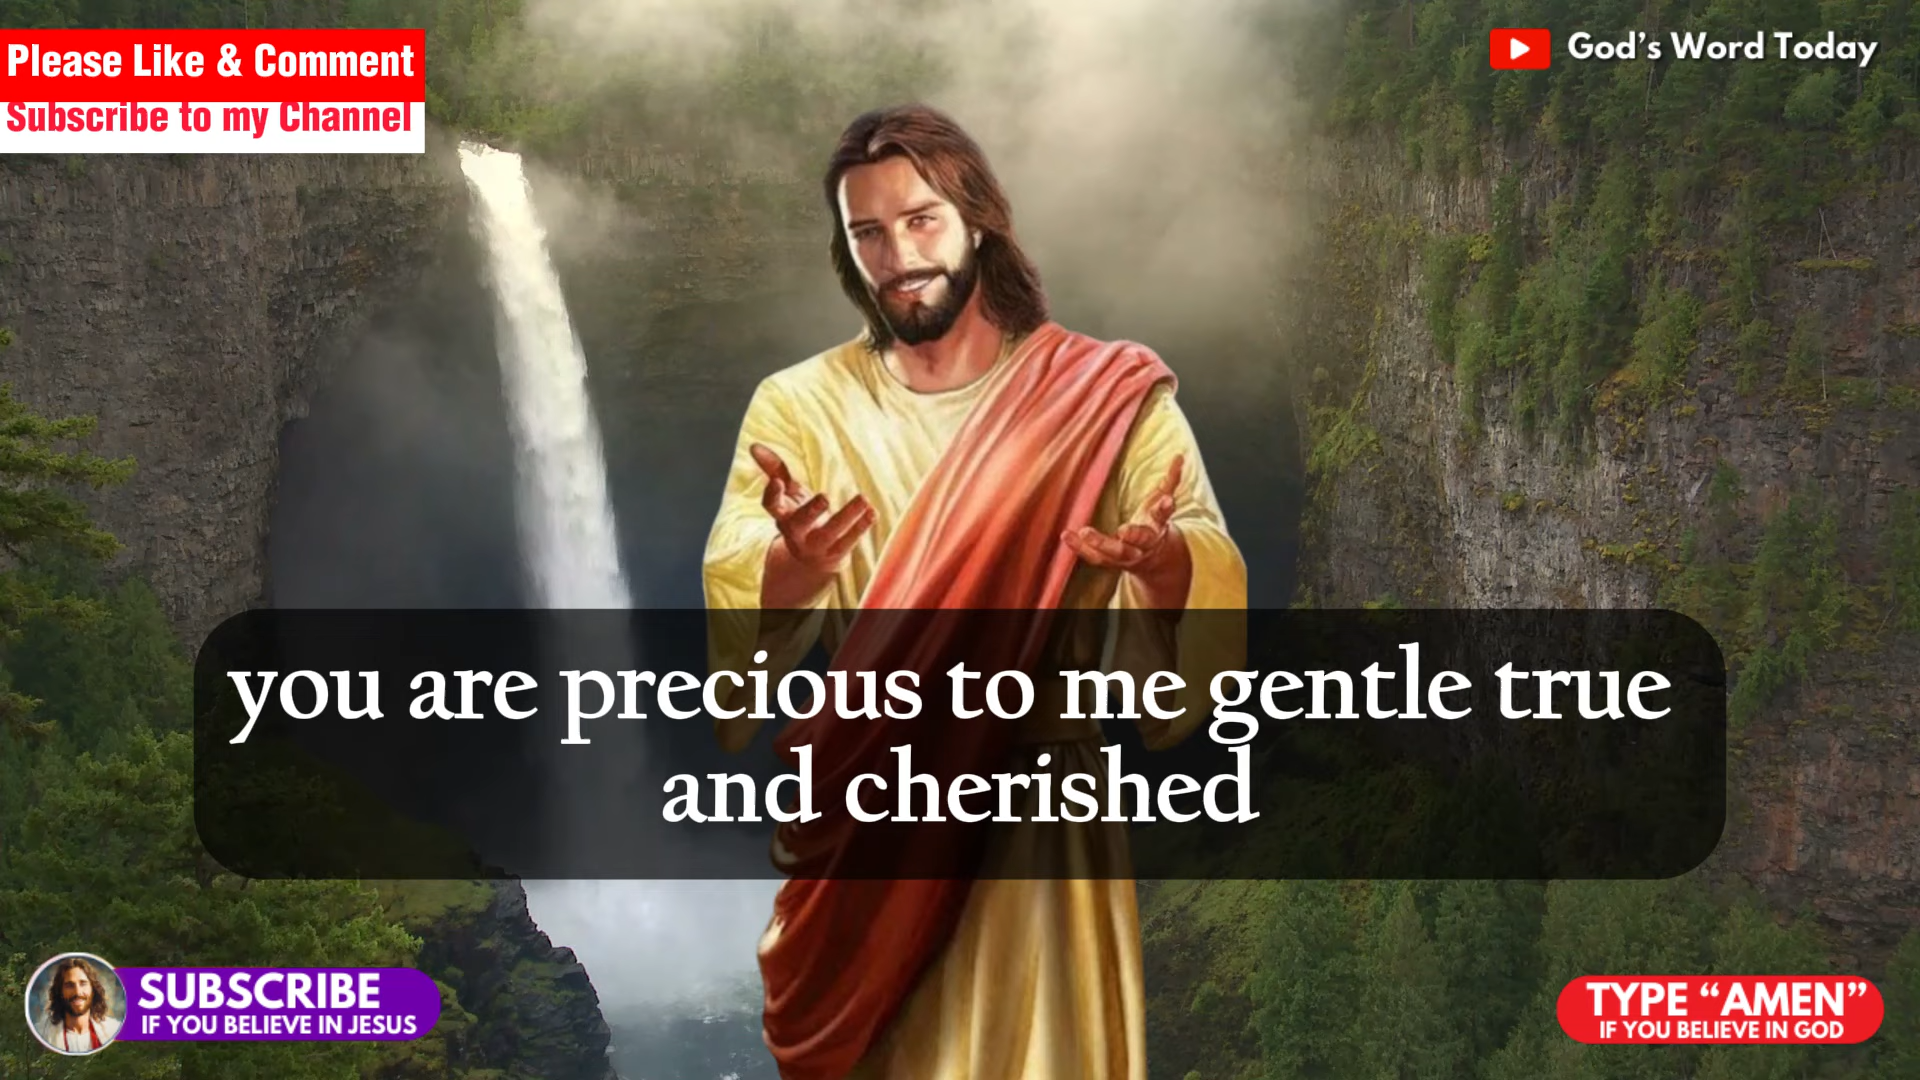 Please Like & Comment
Subscribe to my Channel
God’s Word Today
you are precious to me gentle true
and cherished
SUBSCRIBE
IF YOU BELIEVE IN JESUS
TYPE “AMEN”
IF YOU BELIEVE IN GOD